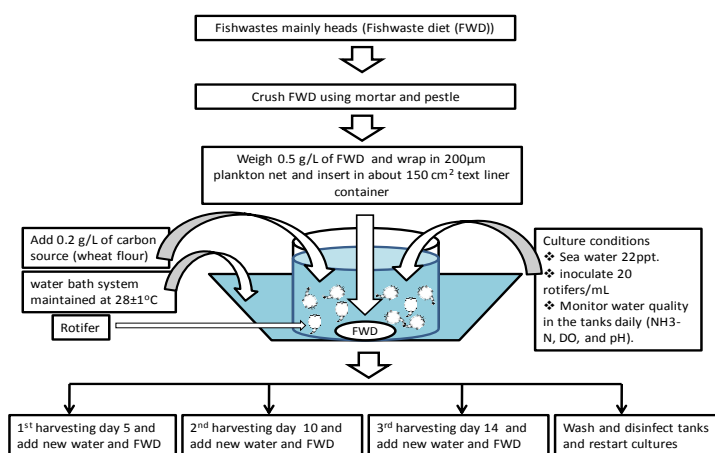 Fishwastes mainly heads (Fishwaste diet (FWD))
Crush FWD using mortar and pestle
Weigh 0.5 g/L of FWD and wrap in 200µm
plankton net and insert in about 150 cm² text liner
container
Add 0.2 g/L of carbon
source (wheat flour)
water bath system
maintained at 28±1°C
Rotifer
FWD
Culture conditions
❖ Sea water 22ppt.
❖ inoculate 20
rotifers/mL
❖ Monitor water quality
in the tanks daily (NH3-
N, DO, and pH).
1st harvesting day 5 and
add new water and FWD
2nd harvesting day 10 and
add new water and FWD
3rd harvesting day 14 and
add new water and FWD
Wash and disinfect tanks
and restart cultures